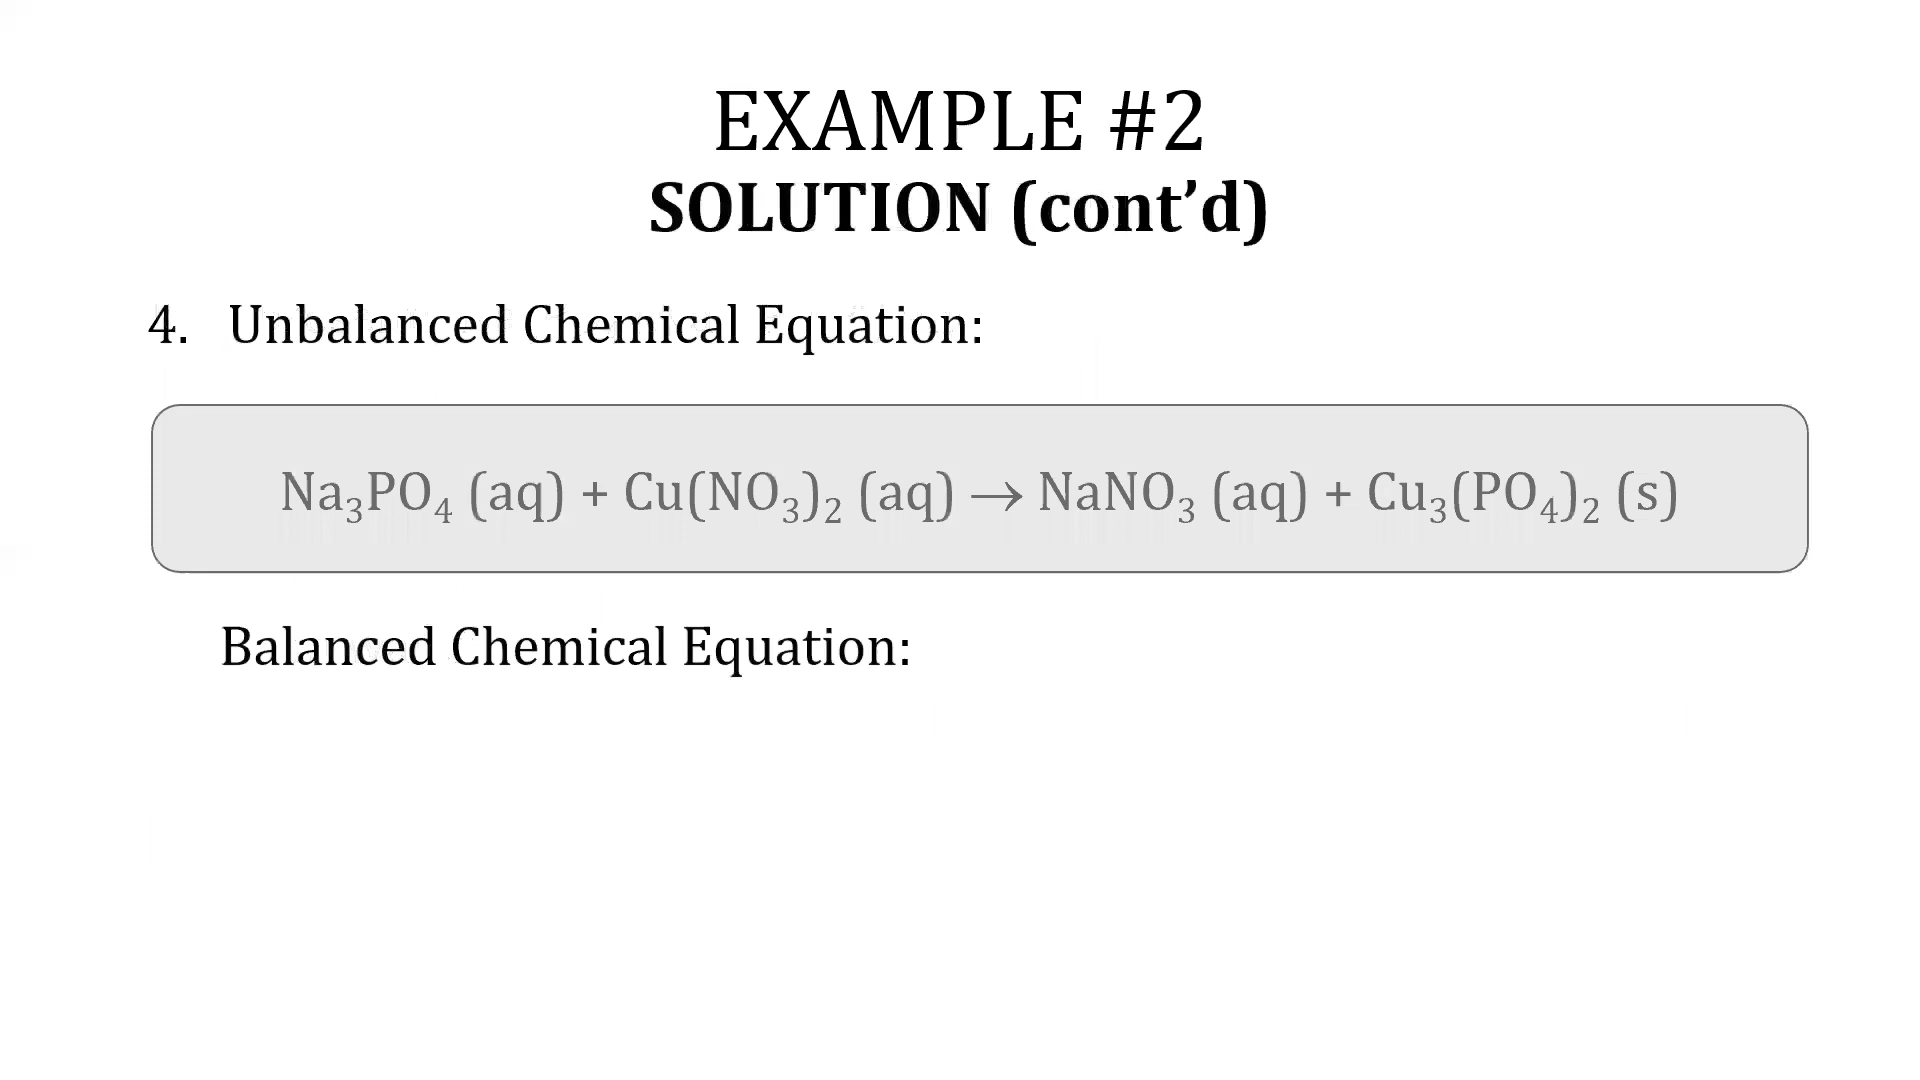 EXAMPLE #2
SOLUTION (cont’d)
4. Unbalanced Chemical Equation:
Na₃PO₄ (aq) + Cu(NO₃)₂ (aq) → NaNO₃ (aq) + Cu₃(PO₄)₂ (s)
Balanced Chemical Equation: